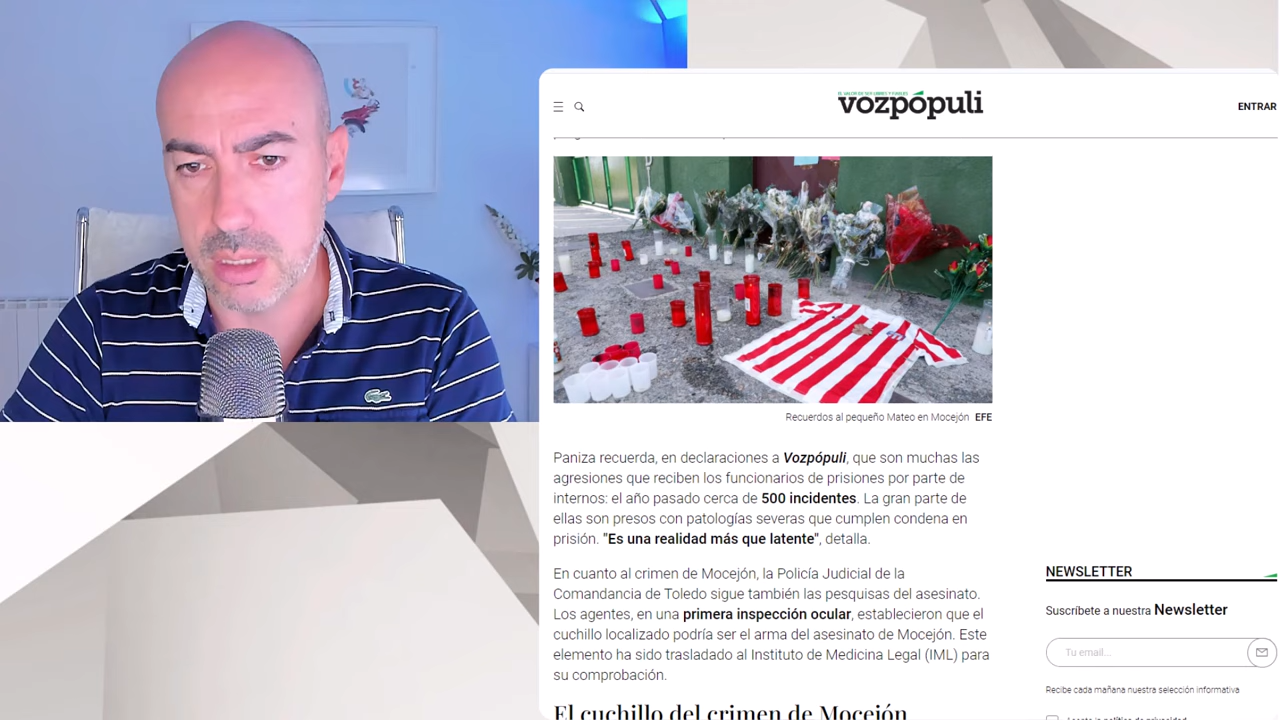 EL VALOR DE SER LIBRES Y FIABLES
vozpópuli
ENTRAR
Recuerdos al pequeño Mateo en Mocejón EFE
Paniza recuerda, en declaraciones a Vozpópuli, que son muchas las
agresiones que reciben los funcionarios de prisiones por parte de
internos: el año pasado cerca de 500 incidentes. La gran parte de
ellas son presos con patologías severas que cumplen condena en
prisión. "Es una realidad más que latente", detalla.
En cuanto al crimen de Mocejón, la Policía Judicial de la
Comandancia de Toledo sigue también las pesquisas del asesinato.
Los agentes, en una primera inspección ocular, establecieron que el
cuchillo localizado podría ser el arma del asesinato de Mocejón. Este
elemento ha sido trasladado al Instituto de Medicina Legal (IML) para
su comprobación.
El cuchillo del crimen de Mocejón
NEWSLETTER
Suscríbete a nuestra Newsletter
Tu email...
Recibe cada mañana nuestra selección informativa